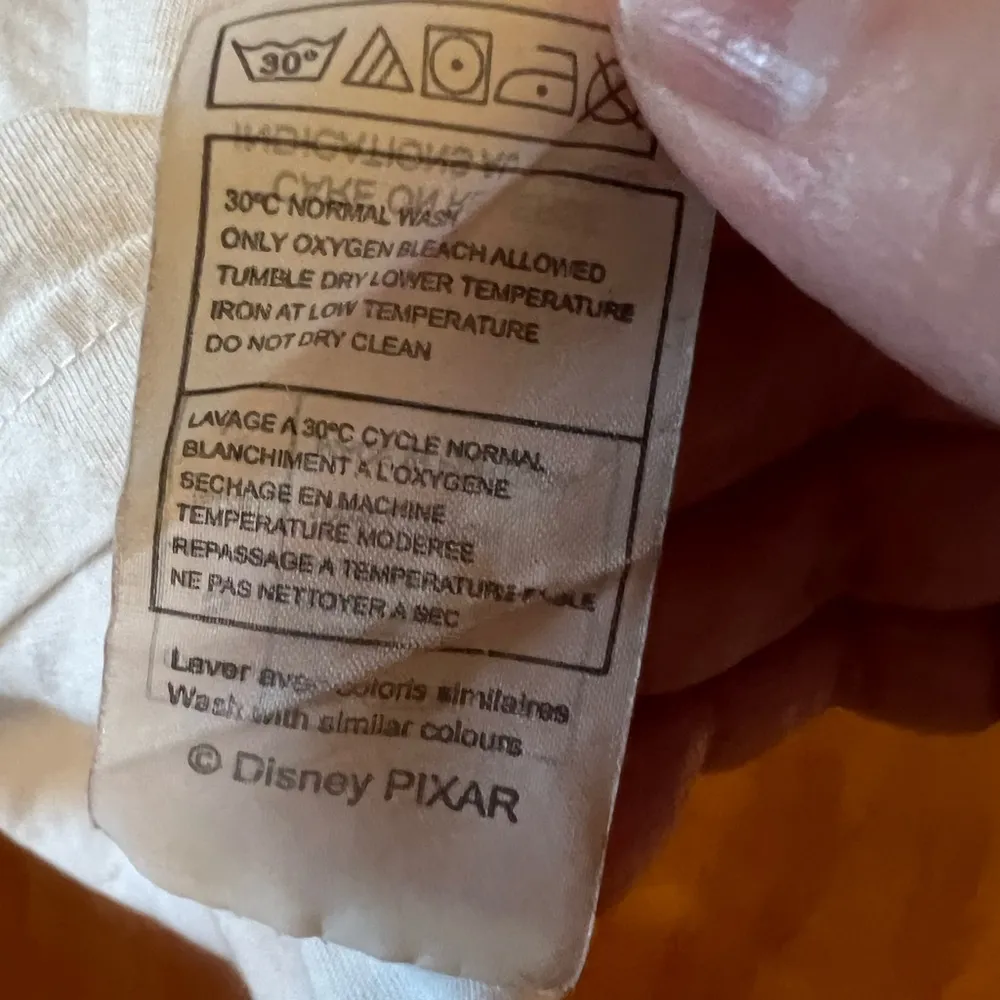 30°
30°C NORMAL WASH
ONLY OXYGEN BLEACH ALLOWED
TUMBLE DRY LOWER TEMPERATURE
IRON AT LOW TEMPERATURE
DO NOT DRY CLEAN
LAVAGE A 30°C CYCLE NORMAL
BLANCHIMENT A L'OXYGENE
SECHAGE EN MACHINE
TEMPERATURE MODEREE
REPASSAGE A TEMPERATURE FAIBLE
NE PAS NETTOYER A SEC
Laver avec coloris similaires
Wash with similar colours
© Disney PIXAR